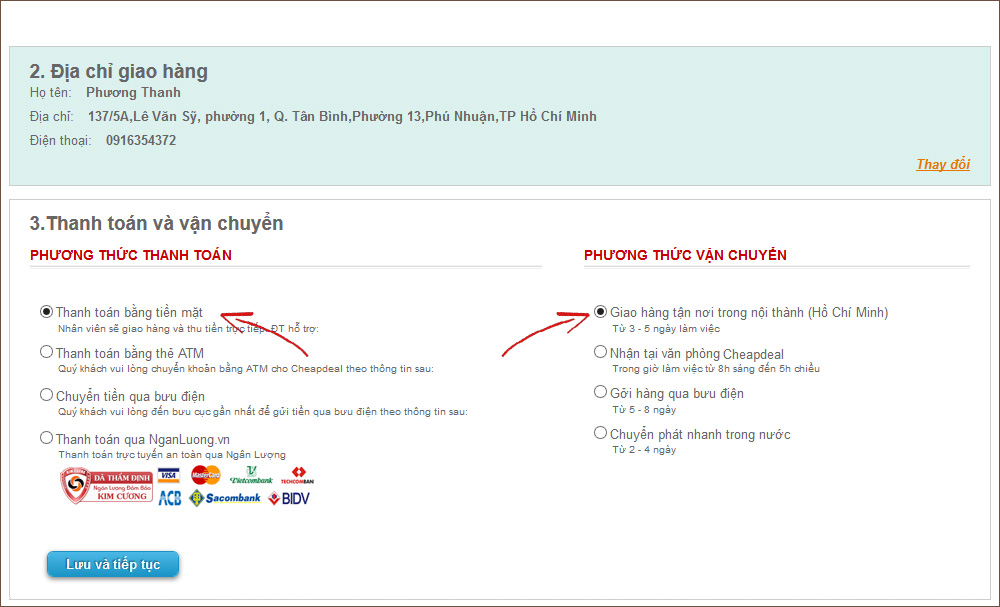 2. Địa chỉ giao hàng
Họ tên: Phương Thanh
Địa chỉ: 137/5A,Lê Văn Sỹ, phường 1, Q. Tân Bình,Phường 13,Phú Nhuận,TP Hồ Chí Minh
Điện thoại: 0916354372
Thay đổi
3.Thanh toán và vận chuyển
PHƯƠNG THỨC THANH TOÁN
Thanh toán bằng tiền mặt
Nhân viên sẽ giao hàng và thu tiền trực tiếp. ĐT hỗ trợ:
Thanh toán bằng thẻ ATM
Quý khách vui lòng chuyển khoản bằng ATM cho Cheapdeal theo thông tin sau:
Chuyển tiền qua bưu điện
Quý khách vui lòng đến bưu cục gần nhất để gửi tiền qua bưu điện theo thông tin sau:
Thanh toán qua NganLuong.vn
Thanh toán trực tuyến an toàn qua Ngân Lượng
ĐÃ THẨM ĐỊNH
Ngân Lượng Đảm Bảo
KIM CƯƠNG
VISA MasterCard Vietcombank TECHCOMBANK
ACB Sacombank BIDV
PHƯƠNG THỨC VẬN CHUYỂN
Giao hàng tận nơi trong nội thành (Hồ Chí Minh)
Từ 3 - 5 ngày làm việc
Nhận tại văn phòng Cheapdeal
Trong giờ làm việc từ 8h sáng đến 5h chiều
Gởi hàng qua bưu điện
Từ 5 - 8 ngày
Chuyển phát nhanh trong nước
Từ 2 - 4 ngày
Lưu và tiếp tục